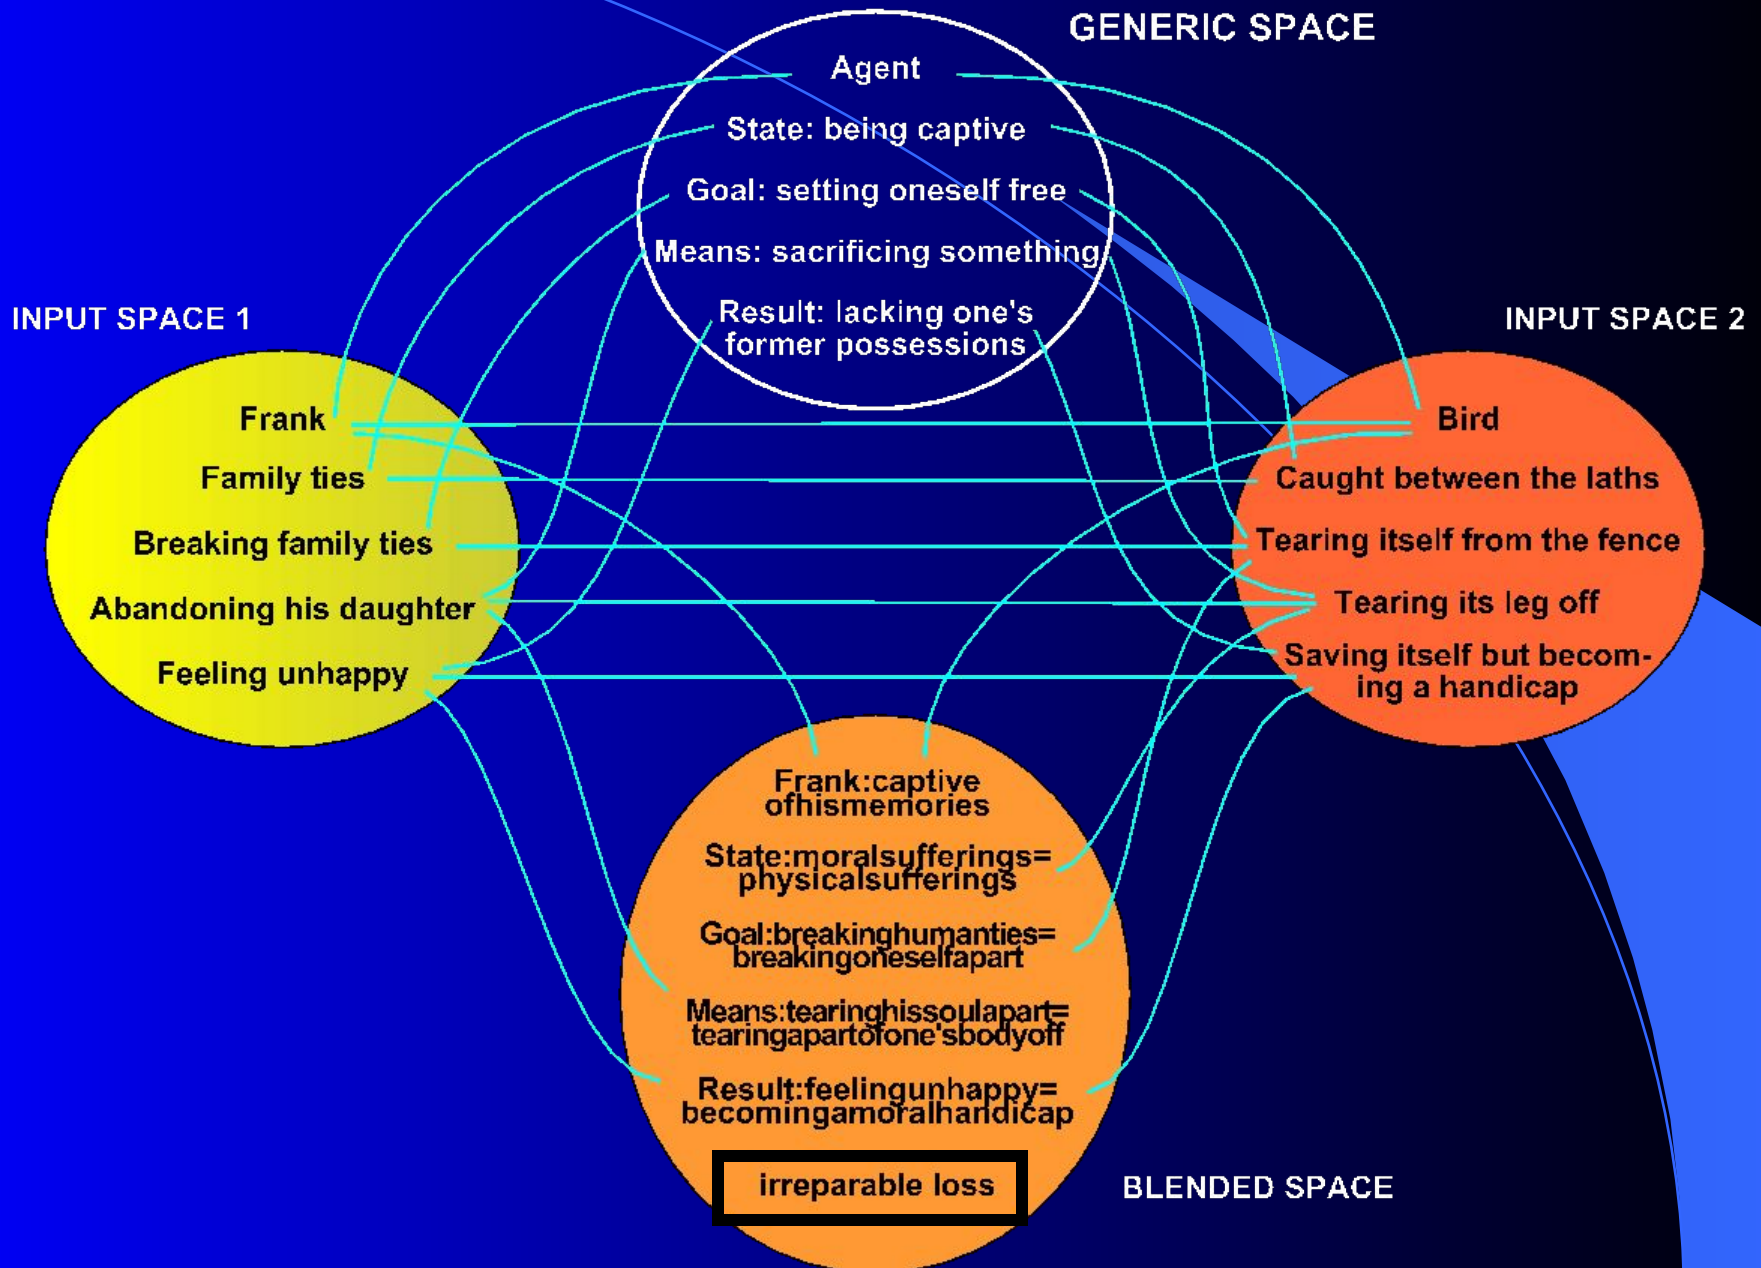 GENERIC SPACE
Agent
State: being captive
Goal: setting oneself free
Means: sacrificing something
Result: lacking one's
former possessions
INPUT SPACE 1
Frank
Family ties
Breaking family ties
Abandoning his daughter
Feeling unhappy
INPUT SPACE 2
Bird
Caught between the laths
Tearing itself from the fence
Tearing its leg off
Saving itself but becom-
ing a handicap
Frank:captive
ofhismemories
State:moralsufferings=
physicalsufferings
Goal:breakinghumanties=
breakingoneselfapart
Means:tearinghissoulapart=
tearingapartofone'sbodyoff
Result:feelingunhappy=
becomingamoralhandicap
irreparable loss
BLENDED SPACE